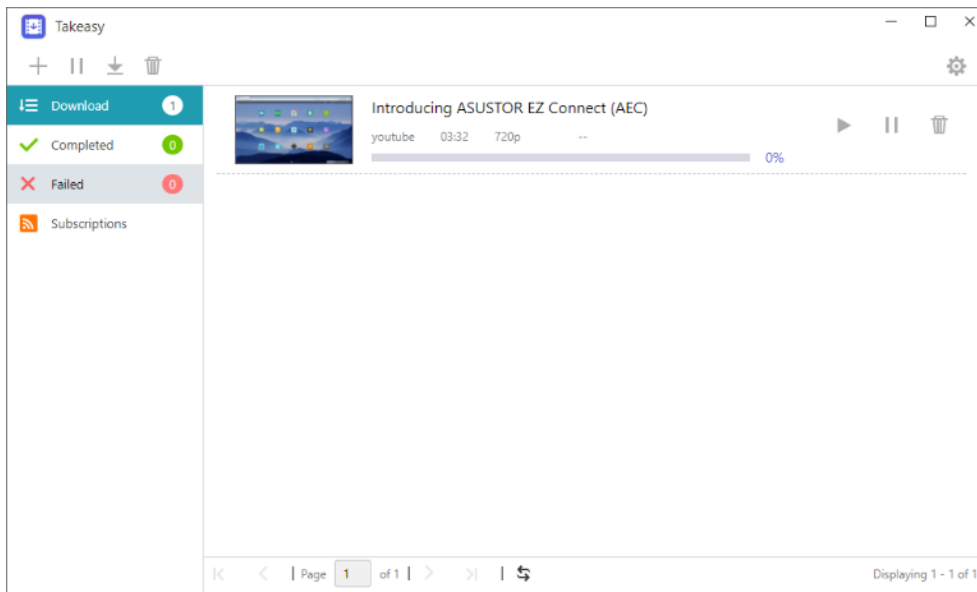 Takeasy
Download 1
Completed 0
Failed 0
Subscriptions
Introducing ASUSTOR EZ Connect (AEC)
youtube 03:32 720p --
0%
Page 1 of 1
Displaying 1 - 1 of 1